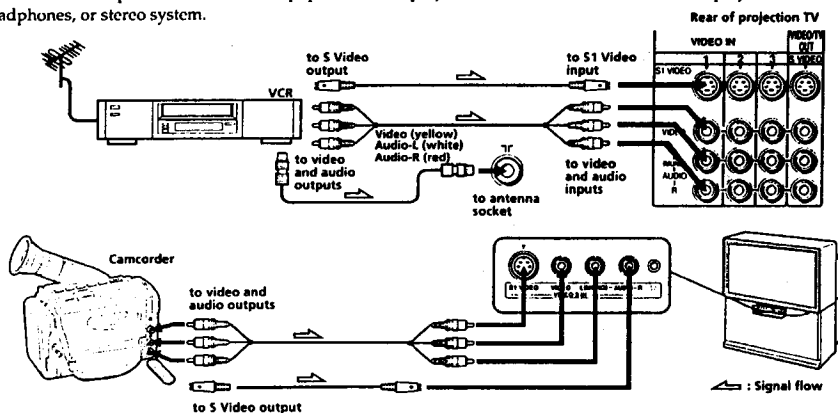 adphones, or stereo system.
Rear of projection TV
VIDEO IN
VIDEO/TV
OUT
1
2
3
S VIDEO
S1 VIDEO
to S Video
output
to S1 Video
input
VCR
Video (yellow)
Audio-L (white)
Audio-R (red)
to video
and audio
outputs
to antenna
socket
to video
and audio
inputs
AUDIO
R
Camcorder
to video and
audio outputs
to S Video output
: Signal flow